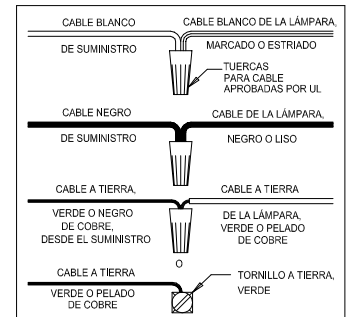 CABLE BLANCO
CABLE BLANCO DE LA LÁMPARA,
DE SUMINISTRO
MARCADO O ESTRIADO
TUERCAS
PARA CABLE
APROBADAS POR UL
CABLE NEGRO
CABLE DE LA LÁMPARA,
DE SUMINISTRO
NEGRO O LISO
CABLE A TIERRA,
CABLE A TIERRA
VERDE O NEGRO
DE COBRE,
DESDE EL SUMINISTRO
DE LA LÁMPARA,
VERDE O PELADO
DE COBRE
O
CABLE A TIERRA
VERDE O PELADO
DE COBRE
TORNILLO A TIERRA,
VERDE